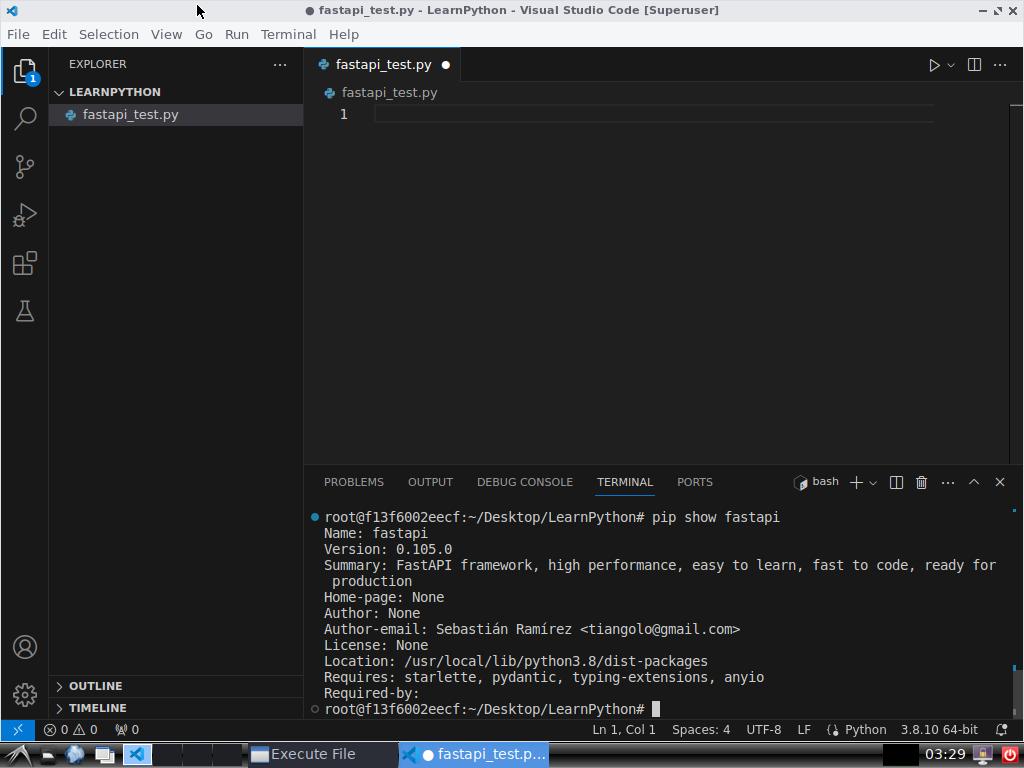 ● fastapi_test.py - LearnPython - Visual Studio Code [Superuser]
File Edit Selection View Go Run Terminal Help
EXPLORER
LEARNPYTHON
fastapi_test.py
1
fastapi_test.py
fastapi_test.py
1
PROBLEMS OUTPUT DEBUG CONSOLE TERMINAL PORTS bash
root@f13f6002eecf:~/Desktop/LearnPython# pip show fastapi
Name: fastapi
Version: 0.105.0
Summary: FastAPI framework, high performance, easy to learn, fast to code, ready for
production
Home-page: None
Author: None
Author-email: Sebastián Ramírez <tiangolo@gmail.com>
License: None
Location: /usr/local/lib/python3.8/dist-packages
Requires: starlette, pydantic, typing-extensions, anyio
Required-by:
root@f13f6002eecf:~/Desktop/LearnPython#
OUTLINE
TIMELINE
0 0 0 Ln 1, Col 1 Spaces: 4 UTF-8 LF Python 3.8.10 64-bit
Execute File ● fastapi_test.p... 03:29